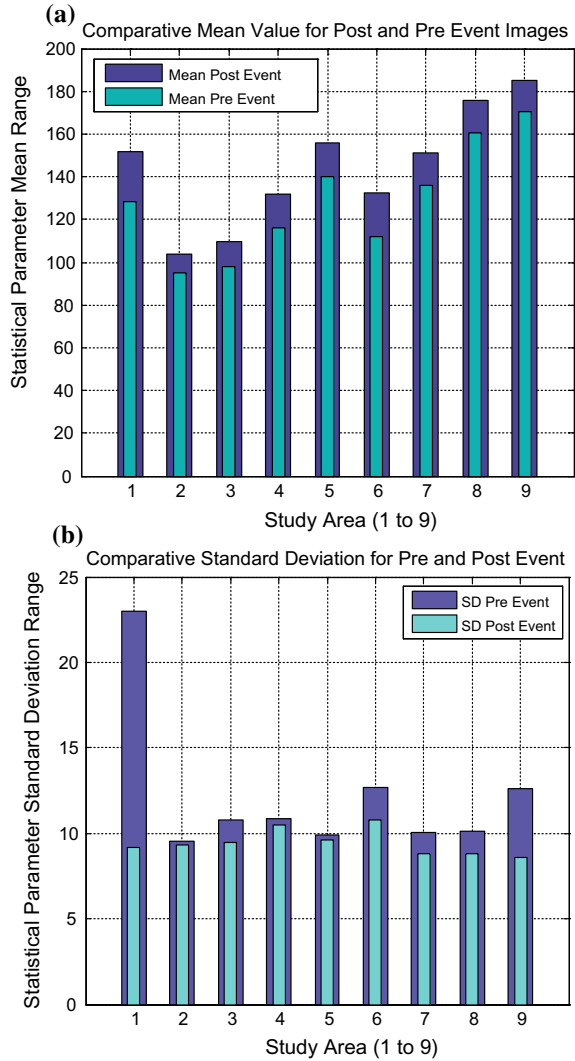 (a)
Comparative Mean Value for Post and Pre Event Images
Statistical Parameter Mean Range
200
180
160
140
120
100
80
60
40
20
0
Mean Post Event
Mean Pre Event
1 2 3 4 5 6 7 8 9
Study Area (1 to 9)
(b)
Comparative Standard Deviation for Pre and Post Event
Statistical Parameter Standard Deviation Range
25
20
15
10
5
0
SD Pre Event
SD Post Event
1 2 3 4 5 6 7 8 9
Study Area (1 to 9)